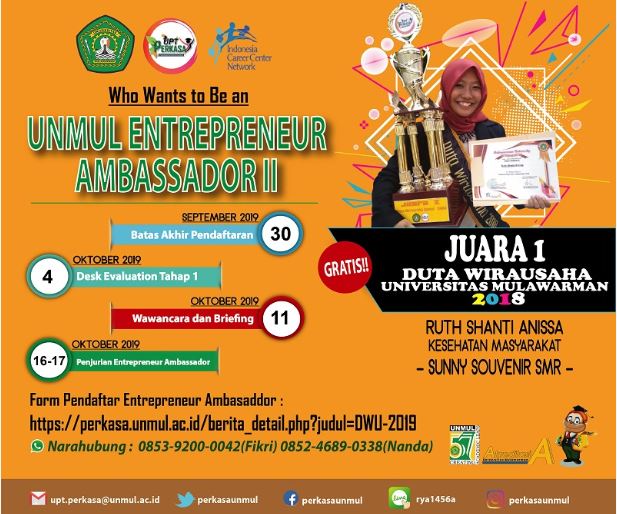 UPT
PERKASA
Indonesia
Career Center
Network
Who Wants to Be an
UNMUL ENTREPRENEUR
AMBASSADOR II
SEPTEMBER 2019
Batas Akhir Pendaftaran
30
OKTOBER 2019
4
Desk Evaluation Tahap 1
OKTOBER 2019
Wawancara dan Briefing
11
OKTOBER 2019
16-17
Penjurian Entrepreneur Ambasador
JUARA 1
GRATIS!!
JUARA 1
DUTA WIRAUSAHA
UNIVERSITAS MULAWARMAN
2018
RUTH SHANTI ANISSA
KESEHATAN MASYARAKAT
- SUNNY SOUVENIR SMR -
Form Pendaftar Entrepreneur Ambasaddor :
https://perkasa.unmul.ac.id/berita_detail.php?judul=DWU-2019
Narahubung : 0853-9200-0042(Fikri) 0852-4689-0338(Nanda)
UNMUL
57
Akreditasi A
upt.perkasa@unmul.ac.id
perkasaunmul
perkasaunmul
rya1456a
perkasaunmul